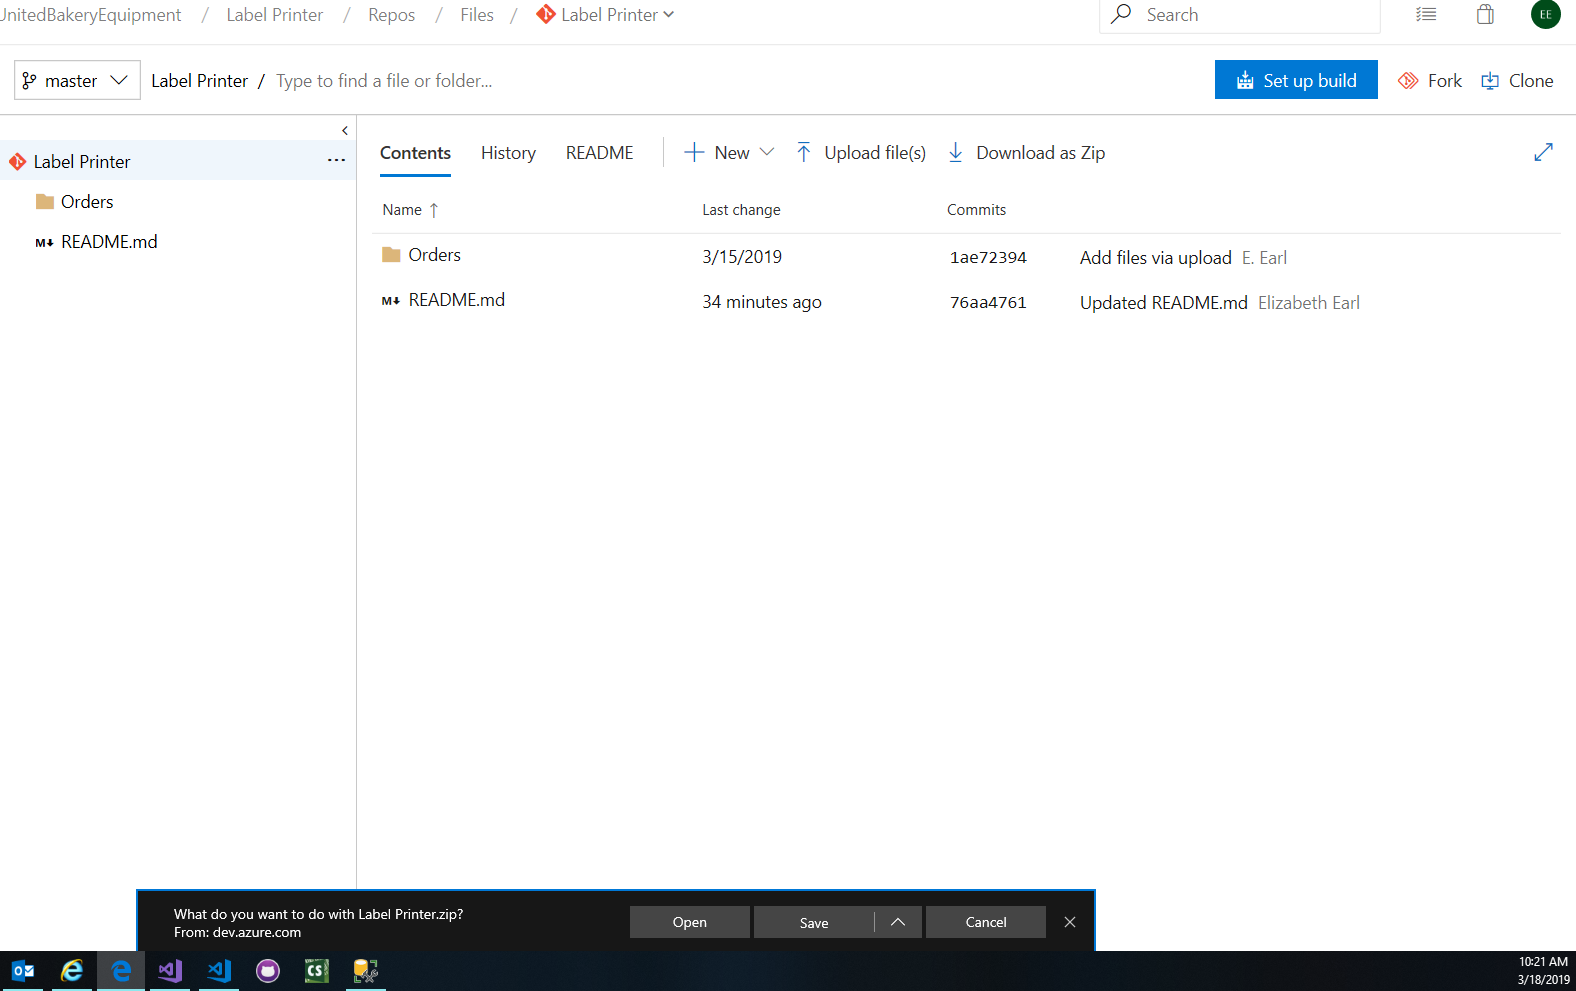 UnitedBakeryEquipment / Label Printer / Repos / Files / Label Printer
Search
EE
master
Label Printer / Type to find a file or folder...
Set up build
Fork
Clone
Label Printer ...
Orders
M↓ README.md
Contents
History
README
New
Upload file(s)
Download as Zip
Name ↑
Last change
Commits
Orders
3/15/2019
1ae72394
Add files via upload E. Earl
M↓ README.md
34 minutes ago
76aa4761
Updated README.md Elizabeth Earl
What do you want to do with Label Printer.zip?
From: dev.azure.com
Open
Save
Cancel
CS
10:21 AM
3/18/2019